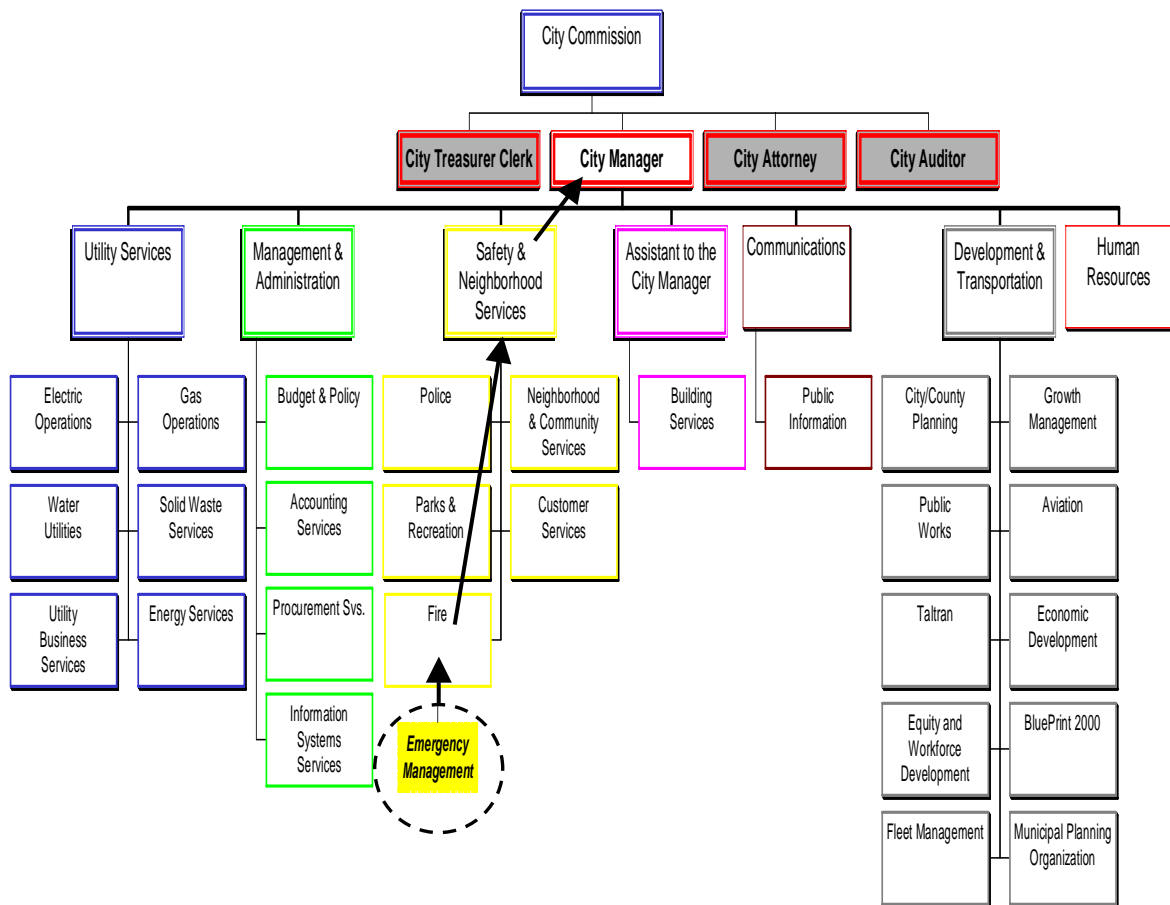 City Commission
City Treasurer Clerk
City Manager
City Attorney
City Auditor
Utility Services
Management &
Administration
Safety &
Neighborhood
Services
Assistant to the
City Manager
Communications
Development &
Transportation
Human
Resources
Electric
Operations
Gas
Operations
Budget & Policy
Police
Neighborhood
& Community
Services
Building
Services
Public
Information
City/County
Planning
Growth
Management
Water
Utilities
Solid Waste
Services
Accounting
Services
Parks &
Recreation
Customer
Services
Public
Works
Aviation
Utility
Business
Services
Energy Services
Procurement Svs.
Fire
Taltran
Economic
Development
Information
Systems
Services
Emergency
Management
Equity and
Workforce
Development
BluePrint 2000
Fleet Management
Municipal Planning
Organization